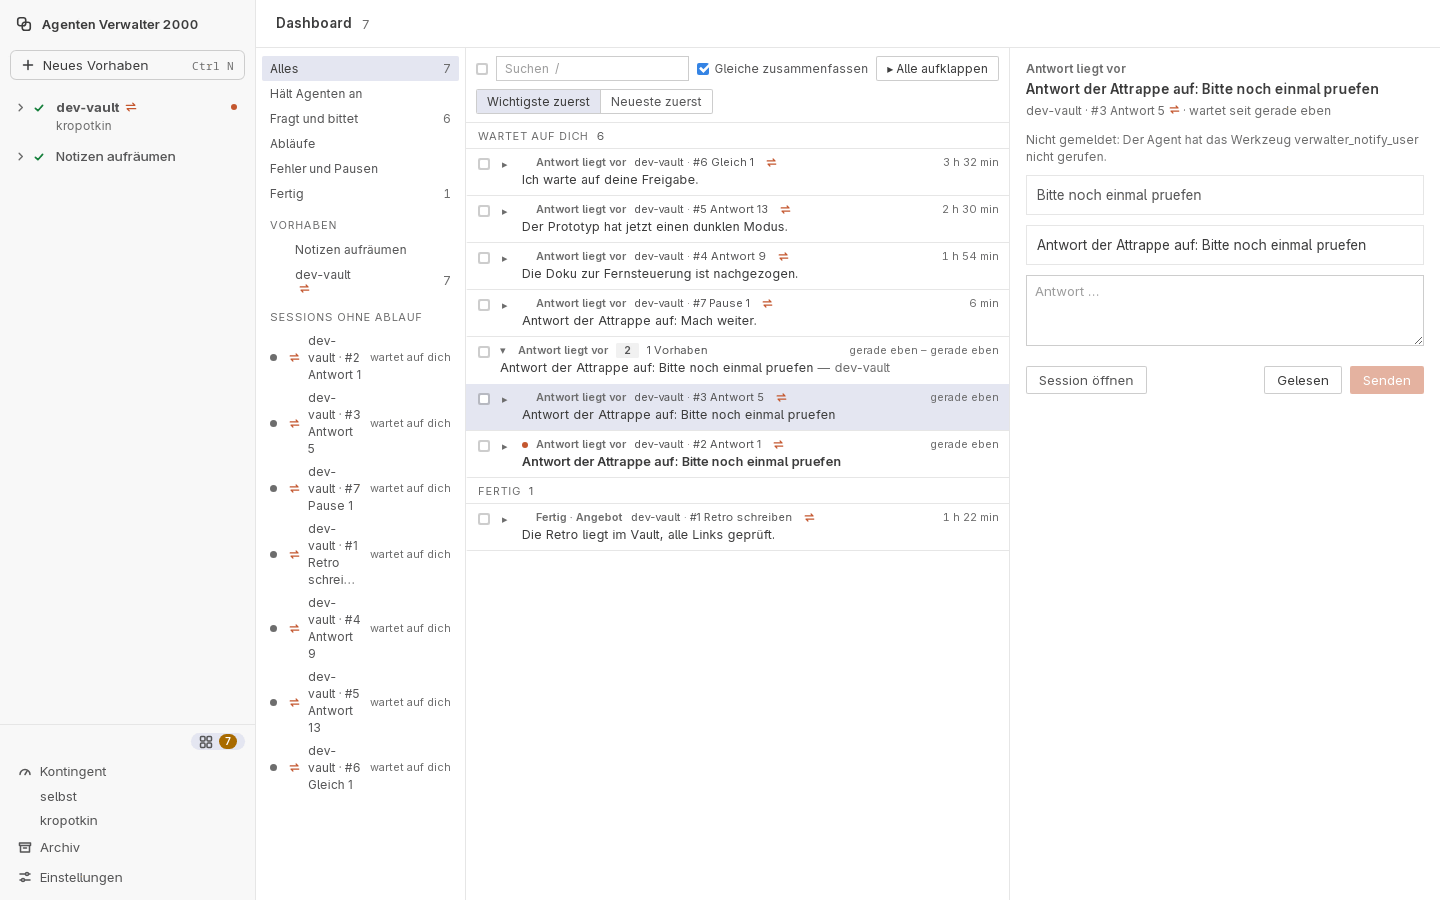 Agenten Verwalter 2000
Neues Vorhaben Ctrl N
dev-vault
kropotkin
Notizen aufräumen
7
Kontingent
selbst
kropotkin
Archiv
Einstellungen
Dashboard 7
Alles 7
Hält Agenten an
Fragt und bittet 6
Abläufe
Fehler und Pausen
Fertig 1
VORHABEN
Notizen aufräumen
dev-vault 7
SESSIONS OHNE ABLAUF
dev-
vault · #2 wartet auf dich
Antwort 1
dev-
vault · #3
Antwort wartet auf dich
5
dev-
vault · #7 wartet auf dich
Pause 1
dev-
vault · #1
Retro wartet auf dich
schrei…
dev-
vault · #4
Antwort wartet auf dich
9
dev-
vault · #5
Antwort wartet auf dich
13
dev-
vault · #6 wartet auf dich
Gleich 1
Suchen / Gleiche zusammenfassen ▸ Alle aufklappen
Wichtigste zuerst Neueste zuerst
WARTET AUF DICH 6
Antwort liegt vor dev-vault · #6 Gleich 1 3 h 32 min
Ich warte auf deine Freigabe.
Antwort liegt vor dev-vault · #5 Antwort 13 2 h 30 min
Der Prototyp hat jetzt einen dunklen Modus.
Antwort liegt vor dev-vault · #4 Antwort 9 1 h 54 min
Die Doku zur Fernsteuerung ist nachgezogen.
Antwort liegt vor dev-vault · #7 Pause 1 6 min
Antwort der Attrappe auf: Mach weiter.
Antwort liegt vor 2 1 Vorhaben gerade eben – gerade eben
Antwort der Attrappe auf: Bitte noch einmal pruefen — dev-vault
Antwort liegt vor dev-vault · #3 Antwort 5 gerade eben
Antwort der Attrappe auf: Bitte noch einmal pruefen
Antwort liegt vor dev-vault · #2 Antwort 1 gerade eben
Antwort der Attrappe auf: Bitte noch einmal pruefen
FERTIG 1
Fertig · Angebot dev-vault · #1 Retro schreiben 1 h 22 min
Die Retro liegt im Vault, alle Links geprüft.
Antwort liegt vor
Antwort der Attrappe auf: Bitte noch einmal pruefen
dev-vault · #3 Antwort 5 · wartet seit gerade eben
Nicht gemeldet: Der Agent hat das Werkzeug verwalter_notify_user
nicht gerufen.
Bitte noch einmal pruefen
Antwort der Attrappe auf: Bitte noch einmal pruefen
Antwort …
Session öffnen Gelesen Senden